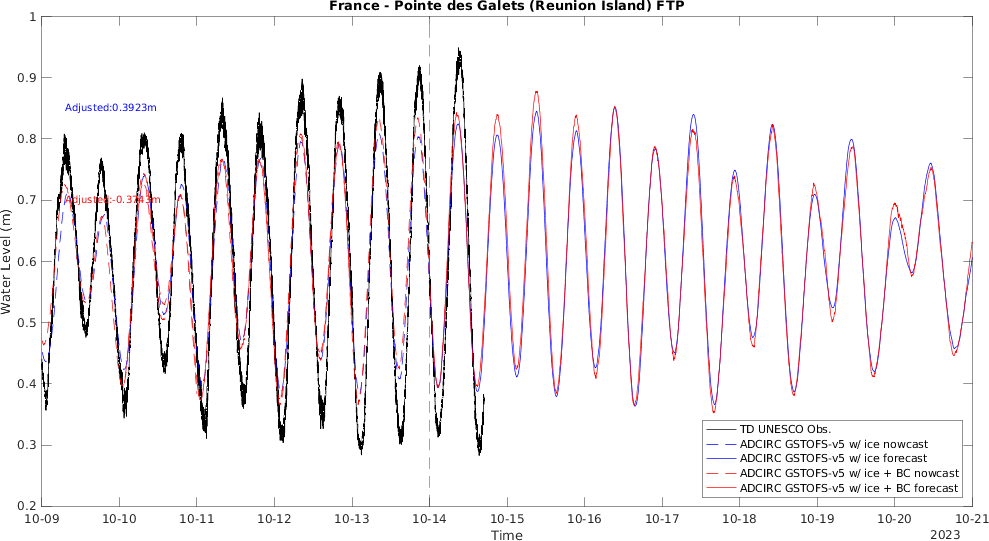 France - Pointe des Galets (Reunion Island) FTP
Water Level (m)
1
0.9
0.8
0.7
0.6
0.5
0.4
0.3
0.2
Adjusted:0.3923m
Adjusted:-0.3743m
TD UNESCO Obs.
ADCIRC GSTOFS-v5 w/ ice nowcast
ADCIRC GSTOFS-v5 w/ ice forecast
ADCIRC GSTOFS-v5 w/ ice + BC nowcast
ADCIRC GSTOFS-v5 w/ ice + BC forecast
10-09 10-10 10-11 10-12 10-13 10-14 10-15 10-16 10-17 10-18 10-19 10-20 10-21
Time
2023